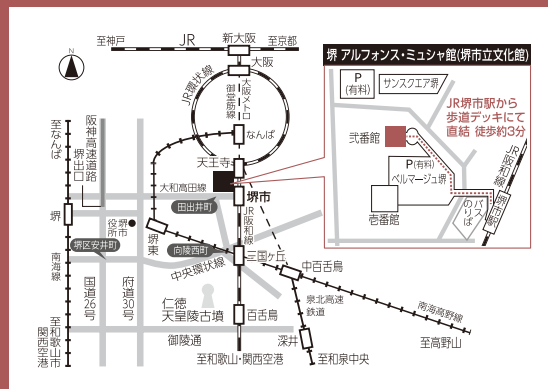 至神戸
JR
新大阪
至京都
N
大阪
JR環状線
大阪メトロ
御堂筋線
なんば
天王寺
大和高田線
堺市
田出井町
JR阪和線
阪神高速道路
堺出口
至なんば
堺
堺市役所
堺区安井町
堺東
向陵西町
三国ヶ丘
中央環状線
中百舌鳥
南海線
国道26号
府道30号
仁徳
天皇陵古墳
百舌鳥
泉北高速
鉄道
南海高野線
御陵通
深井
至高野山
至和歌山市
関西空港
至和歌山・関西空港
至和泉中央
堺 アルフォンス・ミュシャ館(堺市立文化館)
P
(有料)
サンスクエア堺
JR堺市駅から
歩道デッキにて
直結 徒歩約3分
弐番館
P(有料)
ベルマージュ堺
壱番館
バス
のりば
JR阪和線
堺市駅